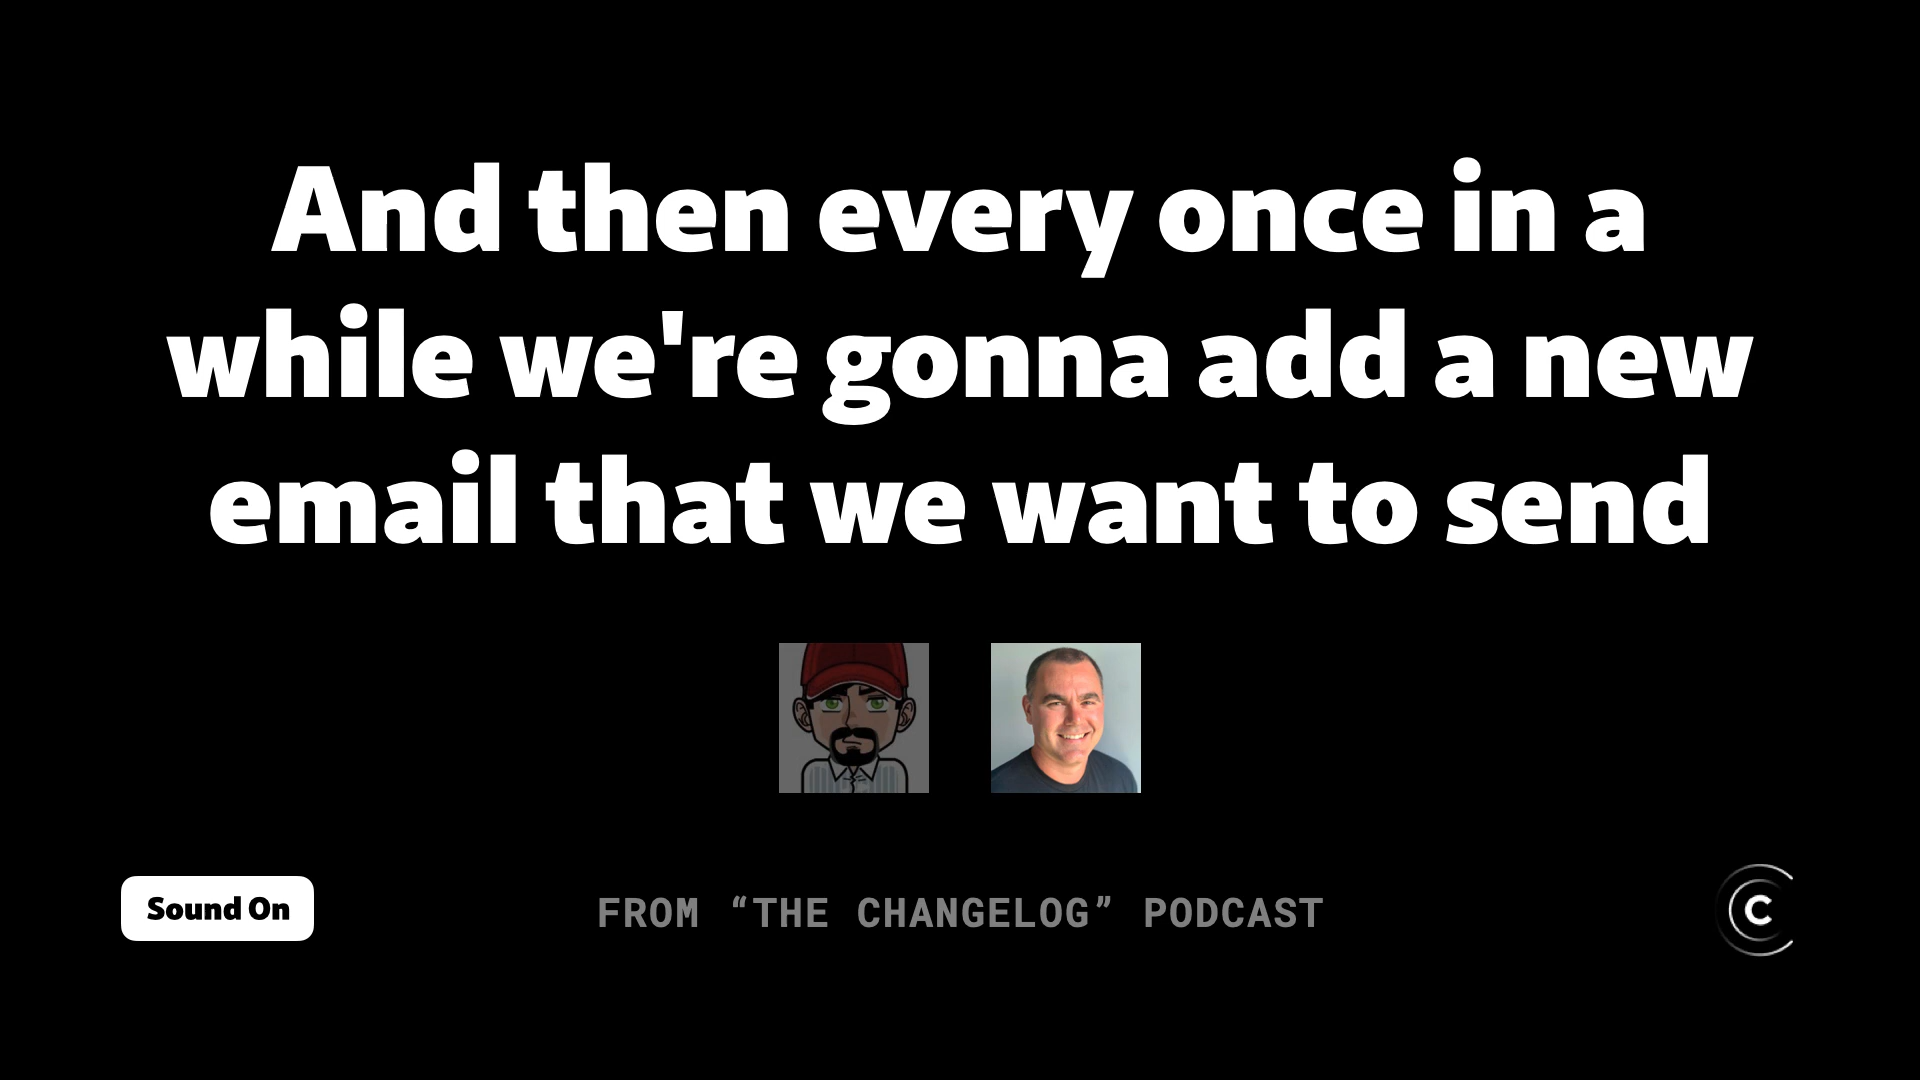 And then every once in a
while we're gonna add a new
email that we want to send
Sound On
FROM “THE CHANGELOG” PODCAST
C